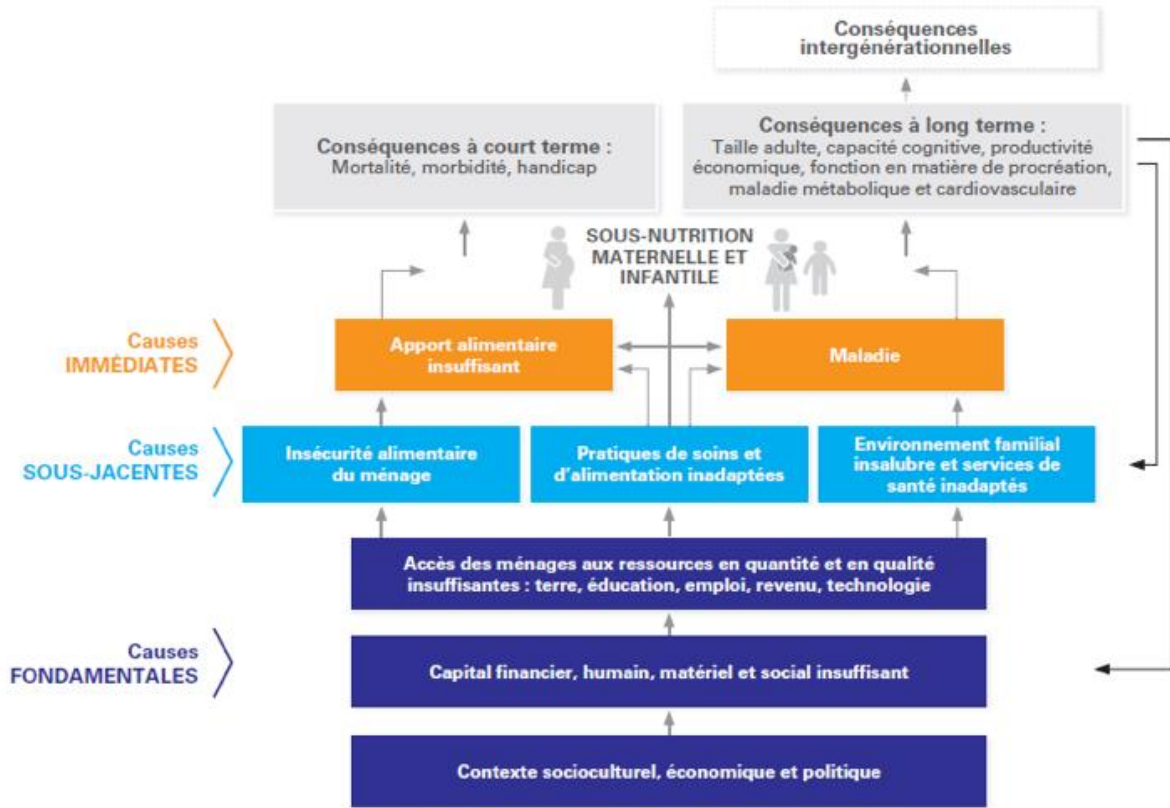 Conséquences
intergénérationnelles
Conséquences à court terme :
Mortalité, morbidité, handicap
Conséquences à long terme :
Taille adulte, capacité cognitive, productivité
économique, fonction en matière de procréation,
maladie métabolique et cardiovasculaire
SOUS-NUTRITION
MATERNELLE ET
INFANTILE
Causes
IMMÉDIATES
Apport alimentaire
insuffisant
Maladie
Causes
SOUS-JACENTES
Insécurité alimentaire
du ménage
Pratiques de soins et
d'alimentation inadaptées
Environnement familial
insalubre et services de
santé inadaptés
Accès des ménages aux ressources en quantité et en qualité
insuffisantes : terre, éducation, emploi, revenu, technologie
Causes
FONDAMENTALES
Capital financier, humain, matériel et social insuffisant
Contexte socioculturel, économique et politique